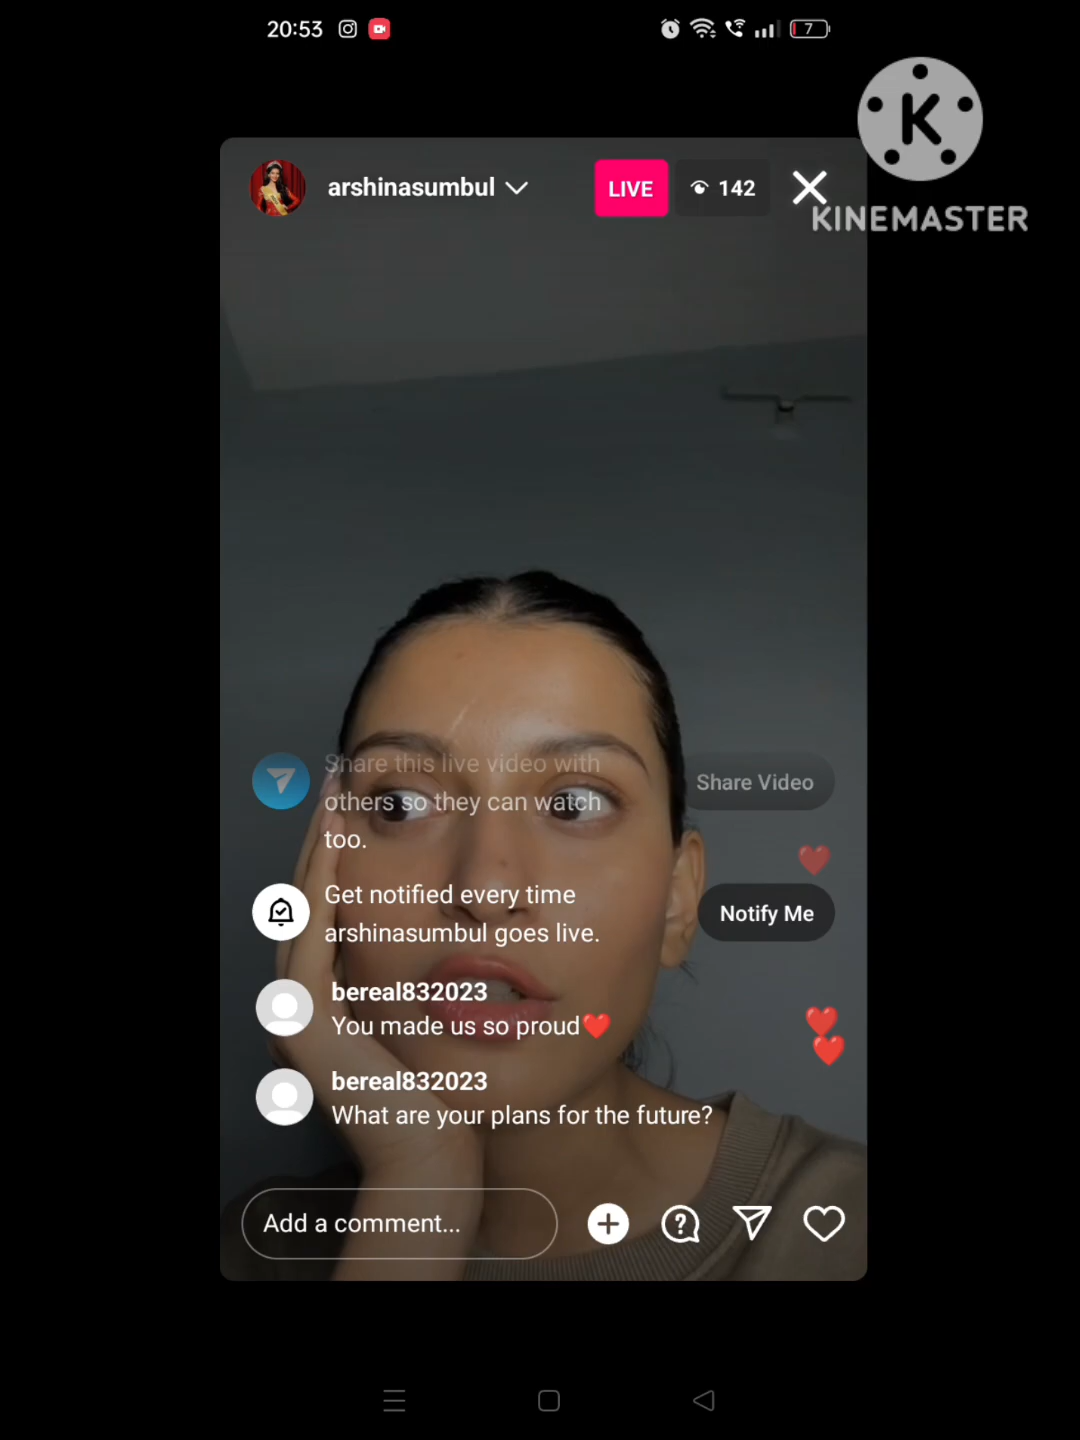 20:53
7
K
KINEMASTER
arshinasumbul
LIVE
142
Share this live video with
others so they can watch
too.
Share Video
Get notified every time
arshinasumbul goes live.
Notify Me
bereal832023
You made us so proud❤️
bereal832023
What are your plans for the future?
Add a comment...